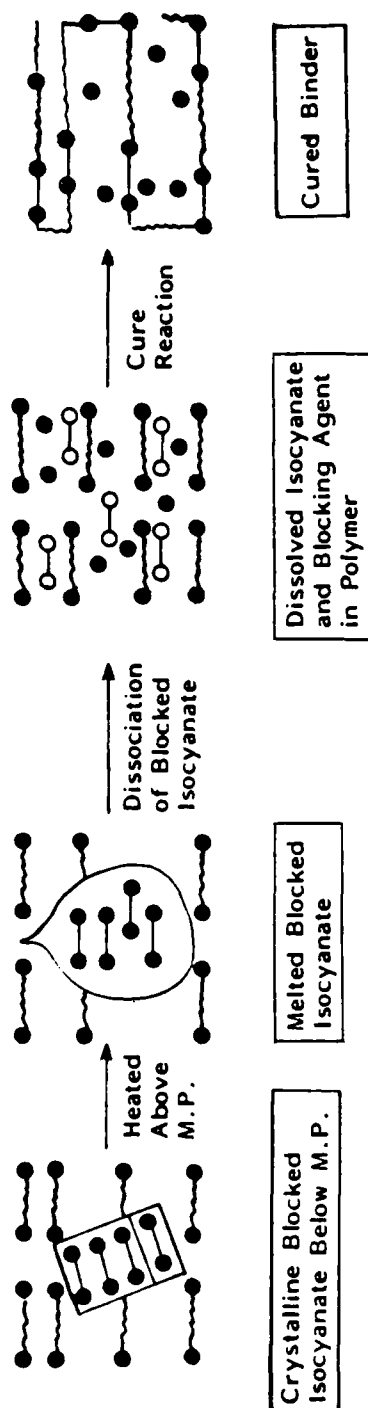 Crystalline Blocked
Isocyanate Below M.P.
Heated
Above
M.P.
Melted Blocked
Isocyanate
Dissociation
of Blocked
Isocyanate
Dissolved Isocyanate
and Blocking Agent
in Polymer
Cure
Reaction
Cured Binder